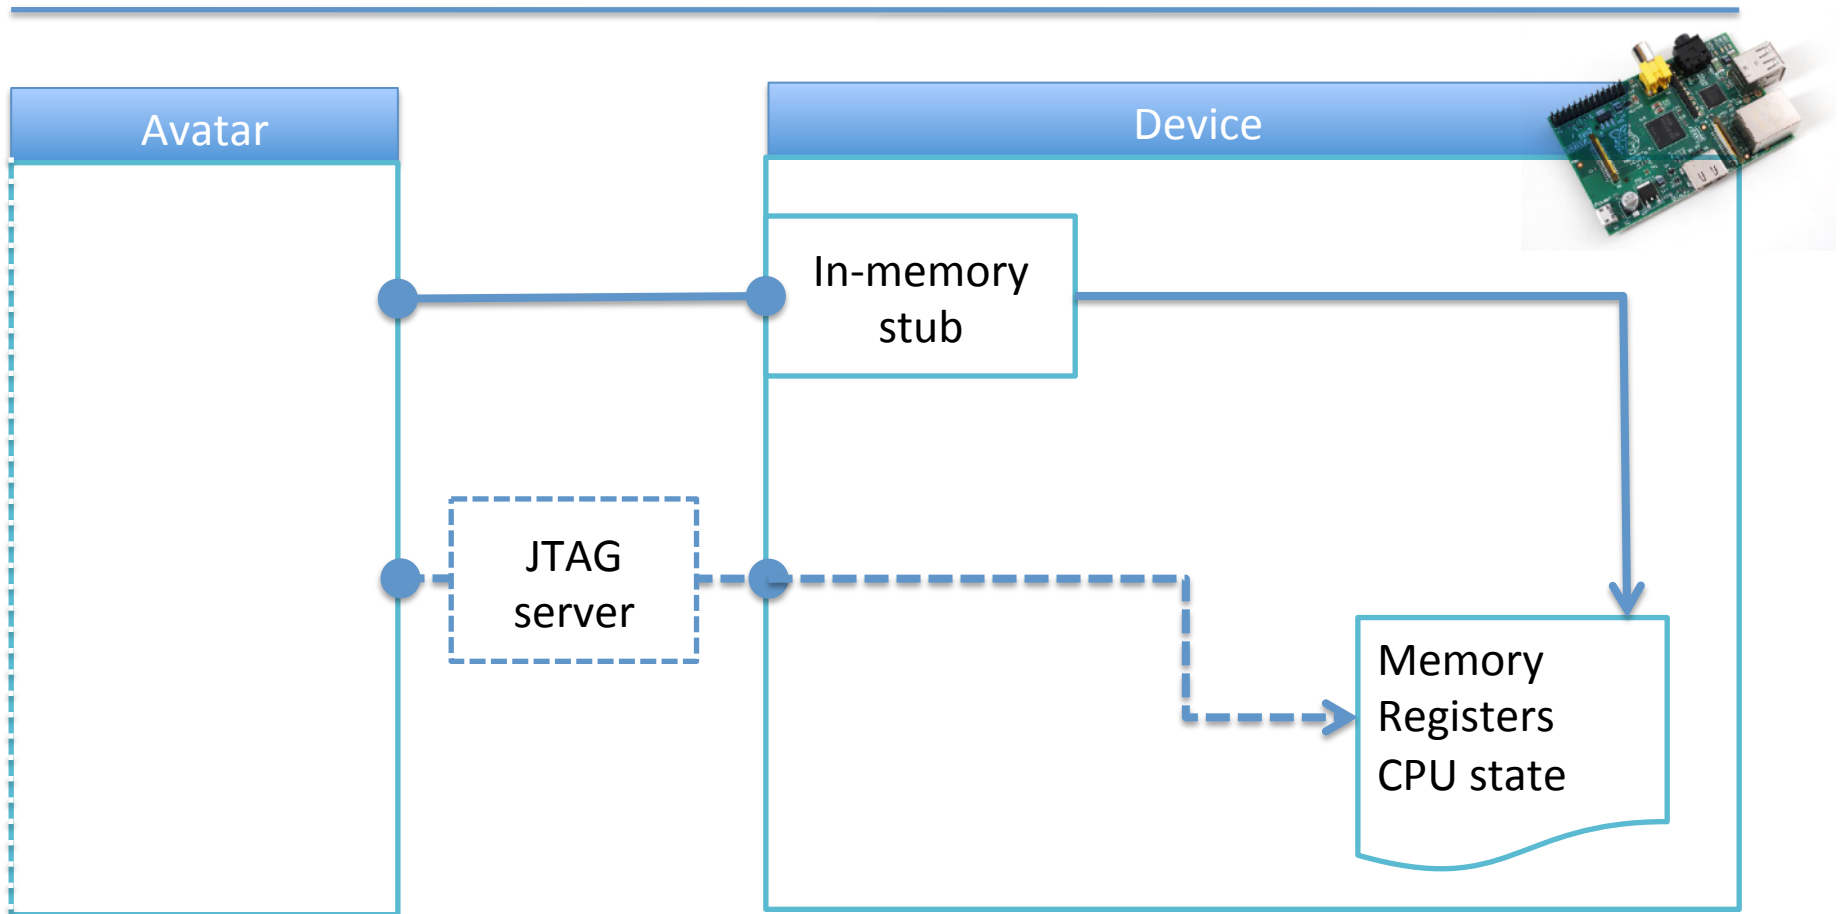 Avatar
Device
In-memory
stub
JTAG
server
Memory
Registers
CPU state